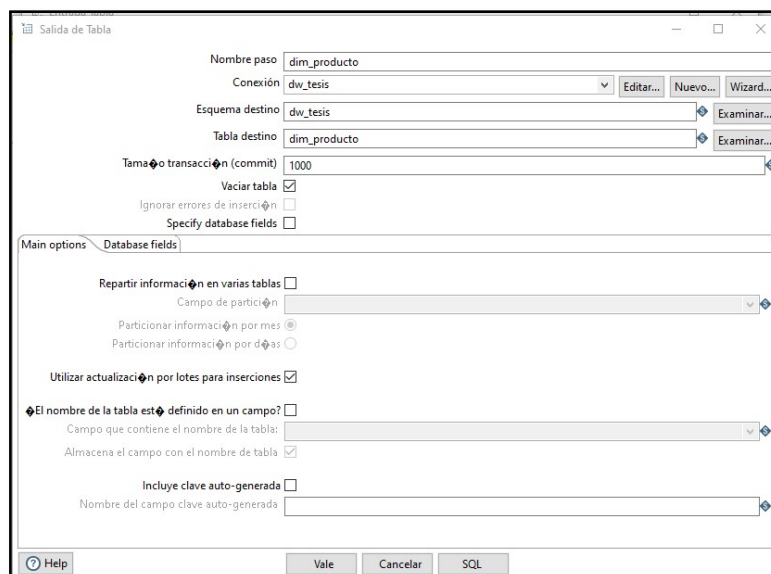 Salida de Tabla
Nombre paso dim_producto
Conexión dw_tesis Editar... Nuevo... Wizard...
Esquema destino dw_tesis Examinar...
Tabla destino dim_producto Examinar...
Tama�o transacci�n (commit) 1000
Vaciar tabla
Ignorar errores de inserci�n
Specify database fields
Main options Database fields
Repartir informaci�n en varias tablas
Campo de partici�n
Particionar informaci�n por mes
Particionar informaci�n por d�as
Utilizar actualizaci�n por lotes para inserciones
�El nombre de la tabla est� definido en un campo?
Campo que contiene el nombre de la tabla:
Almacena el campo con el nombre de tabla
Incluye clave auto-generada
Nombre del campo clave auto-generada
Help Vale Cancelar SQL